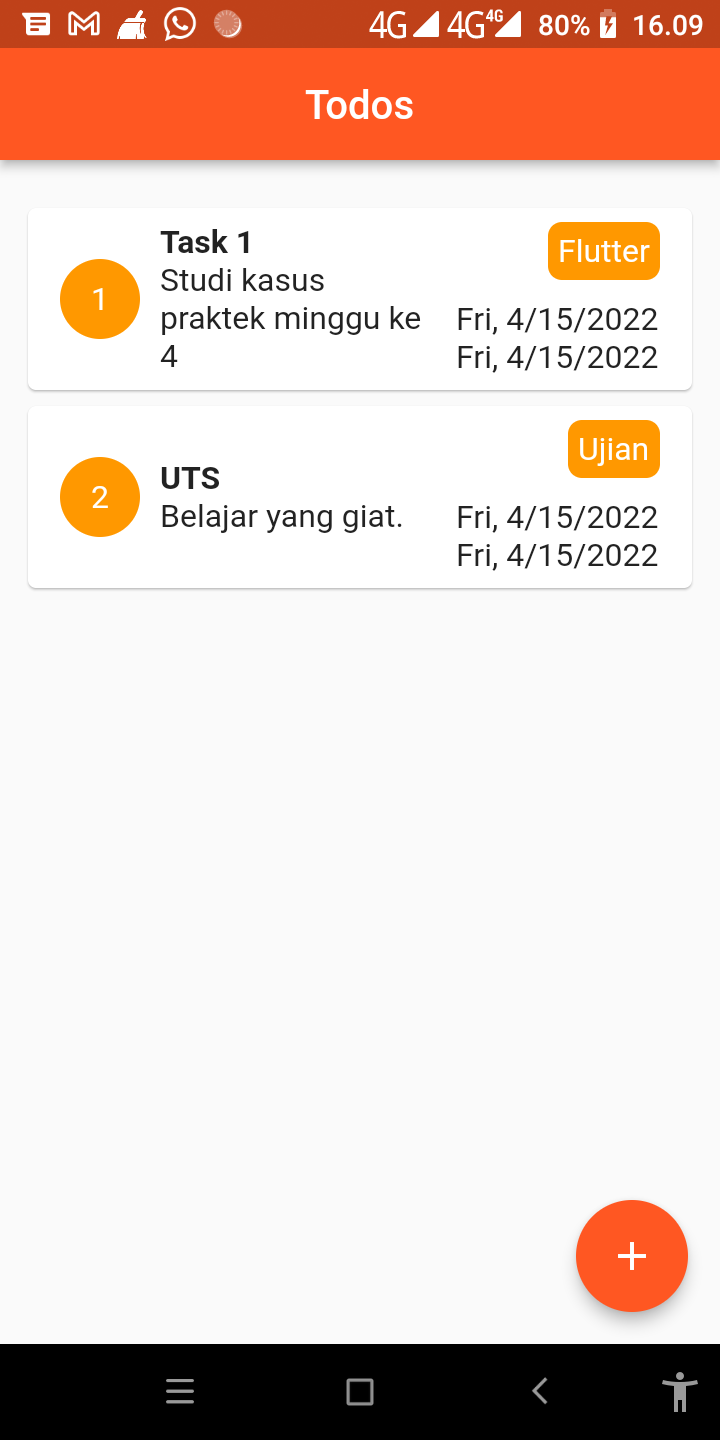 4G 4G 4G 80% 16.09
Todos
1
Task 1
Studi kasus
praktek minggu ke
4
Flutter
Fri, 4/15/2022
Fri, 4/15/2022
2
UTS
Belajar yang giat.
Ujian
Fri, 4/15/2022
Fri, 4/15/2022